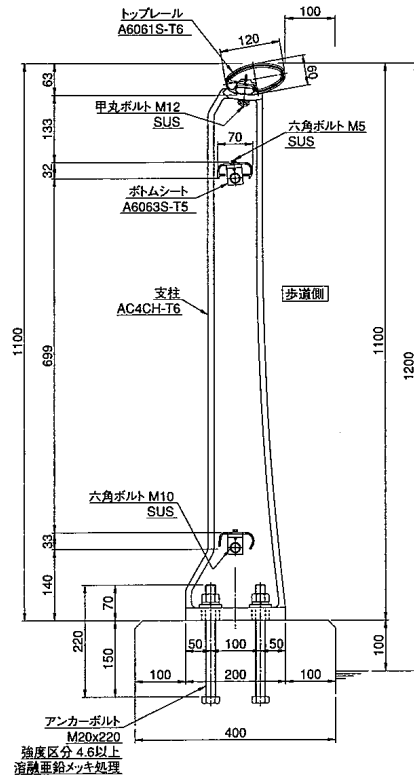 トップレール
A6061S-T6
100
120
60
63
甲丸ボルト M12
SUS
133
70
六角ボルト M5
SUS
32
ボトムシート
A6063S-T5
支柱
AC4CH-T6
歩道側
1100
699
1100
1200
六角ボルト M10
SUS
33
140
70
220
150
50
100
50
100
200
100
100
400
アンカーボルト
M20x220
強度区分 4.6以上
溶融亜鉛メッキ処理